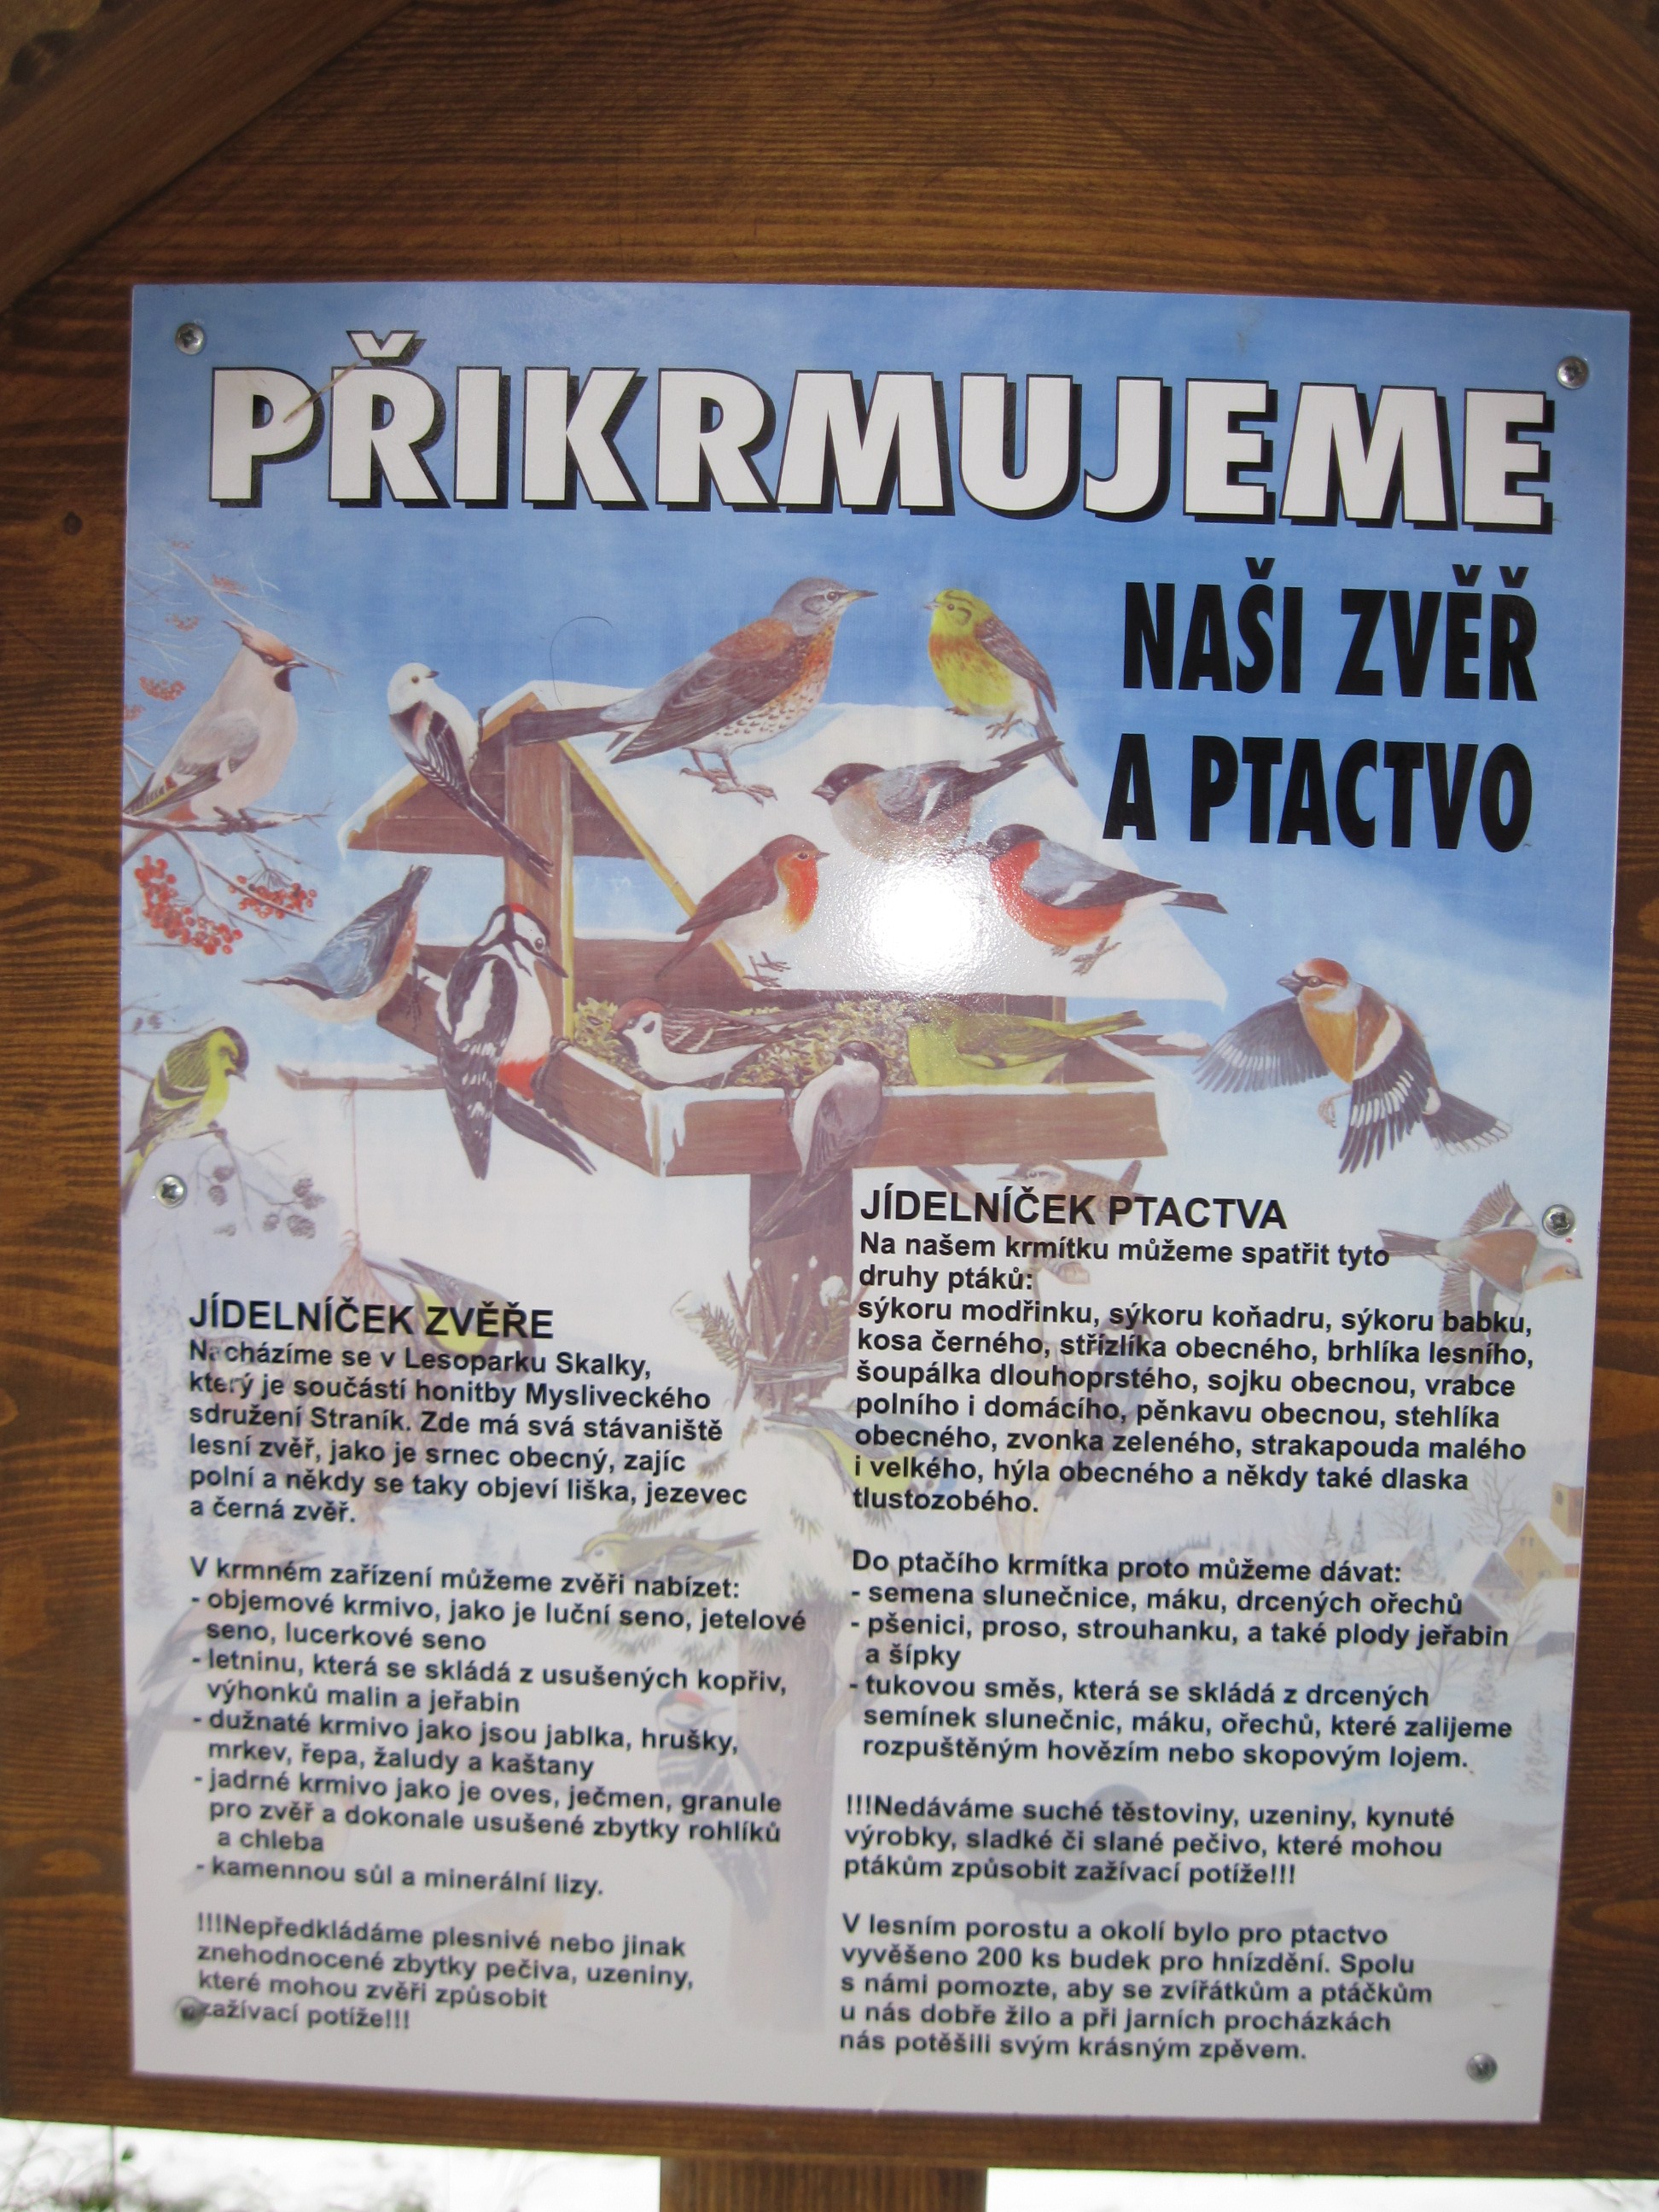 PŘIKRMUJEME
NAŠI ZVĚŘ
A PTACTVO
JÍDELNÍČEK ZVĚŘE
Nacházíme se v Lesoparku Skalky,
který je součástí honitby Mysliveckého
sdružení Straník. Zde má svá stávaniště
lesní zvěř, jako je srnec obecný, zajíc
polní a někdy se taky objeví liška, jezevec
a černá zvěř.
V krmném zařízení můžeme zvěři nabízet:
- objemové krmivo, jako je luční seno, jetelové
seno, lucerkové seno
- letninu, která se skládá z usušených kopřiv,
výhonků malin a jeřabin
- dužnaté krmivo jako jsou jablka, hrušky,
mrkev, řepa, žaludy a kaštany
- jadrné krmivo jako je oves, ječmen, granule
pro zvěř a dokonale usušené zbytky rohlíků
a chleba
- kamennou sůl a minerální lizy.
!!!Nepředkládáme plesnivé nebo jinak
znehodnocené zbytky pečiva, uzeniny,
které mohou zvěři způsobit
zažívací potíže!!!
JÍDELNÍČEK PTACTVA
Na našem krmítku můžeme spatřit tyto
druhy ptáků:
sýkoru modřinku, sýkoru koňadru, sýkoru babku,
kosa černého, střízlíka obecného, brhlíka lesního,
šoupálka dlouhoprstého, sojku obecnou, vrabce
polního i domácího, pěnkavu obecnou, stehlíka
obecného, zvonka zeleného, strakapouda malého
i velkého, hýla obecného a někdy také dlaska
tlustozobého.
Do ptačího krmítka proto můžeme dávat:
- semena slunečnice, máku, drcených ořechů
- pšenici, proso, strouhanku, a také plody jeřabin
a šípky
- tukovou směs, která se skládá z drcených
semínek slunečnic, máku, ořechů, které zalijeme
rozpuštěným hovězím nebo skopovým lojem.
!!!Nedáváme suché těstoviny, uzeniny, kynuté
výrobky, sladké či slané pečivo, které mohou
ptákům způsobit zažívací potíže!!!
V lesním porostu a okolí bylo pro ptactvo
vyvěšeno 200 ks budek pro hnízdění. Spolu
s námi pomozte, aby se zvířátkům a ptáčkům
u nás dobře žilo a při jarních procházkách
nás potěšili svým krásným zpěvem.